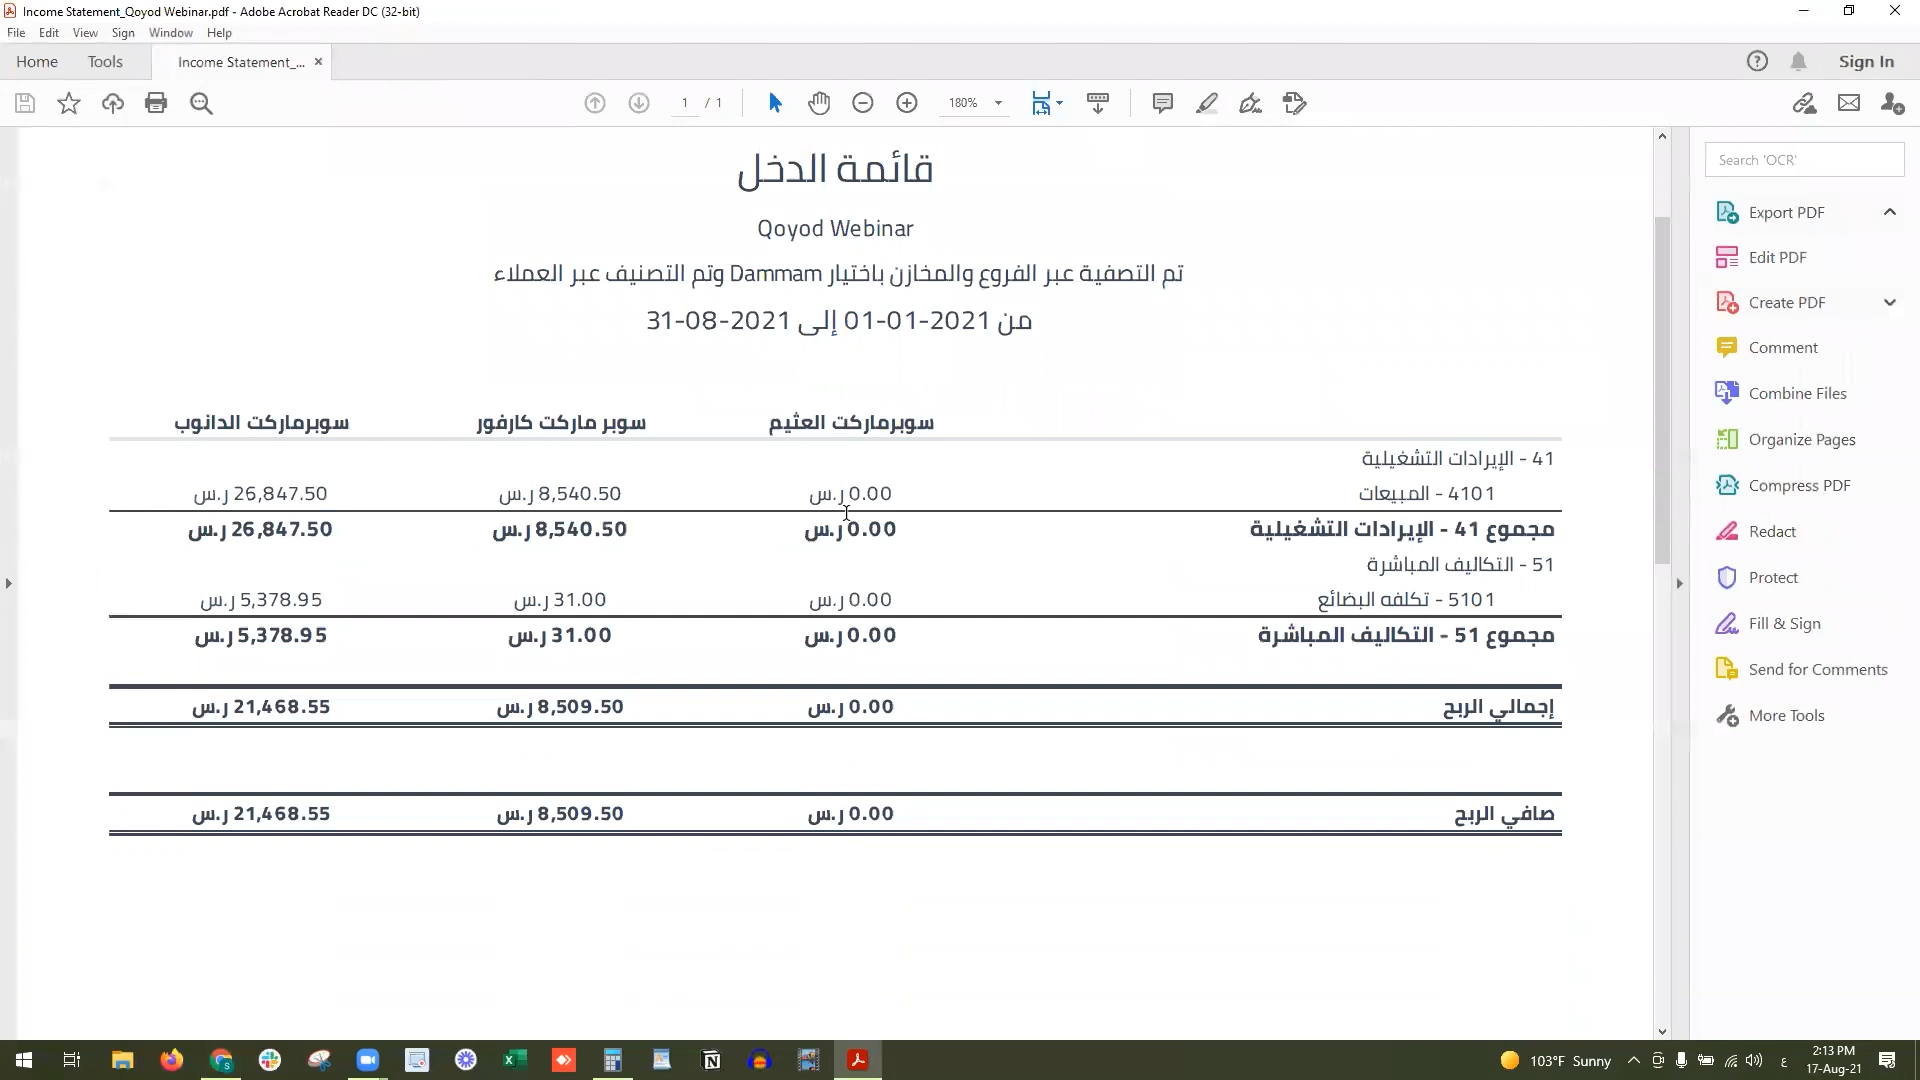 Income Statement_Qoyod Webinar.pdf - Adobe Acrobat Reader DC (32-bit)
File Edit View Sign Window Help
Home Tools Income Statement_... × Sign In
1 / 1 180%
Search 'OCR'
Export PDF
Edit PDF
Create PDF
Comment
Combine Files
Organize Pages
Compress PDF
Redact
Protect
Fill & Sign
Send for Comments
More Tools
قائمة الدخل
Qoyod Webinar
تم التصفية عبر الفروع والمخازن باختيار Dammam وتم التصنيف عبر العملاء
من 2021-01-01 إلى 2021-08-31
سوبرماركت العثيم سوبر ماركت كارفور سوبرماركت الدانوب
41 - الإيرادات التشغيلية
4101 - المبيعات 0.00 ر.س 8,540.50 ر.س 26,847.50 ر.س
مجموع 41 - الإيرادات التشغيلية 0.00 ر.س 8,540.50 ر.س 26,847.50 ر.س
51 - التكاليف المباشرة
5101 - تكلفه البضائع 0.00 ر.س 31.00 ر.س 5,378.95 ر.س
مجموع 51 - التكاليف المباشرة 0.00 ر.س 31.00 ر.س 5,378.95 ر.س
إجمالي الربح 0.00 ر.س 8,509.50 ر.س 21,468.55 ر.س
صافي الربح 0.00 ر.س 8,509.50 ر.س 21,468.55 ر.س
103°F Sunny ع 2:13 PM
17-Aug-21